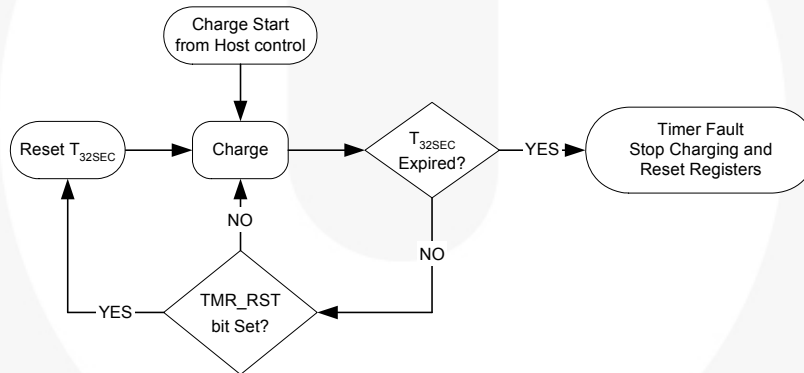 Charge Start
from Host control
Reset T32SEC
Charge
T32SEC
Expired?
YES
Timer Fault
Stop Charging and
Reset Registers
NO
NO
YES
TMR_RST
bit Set?